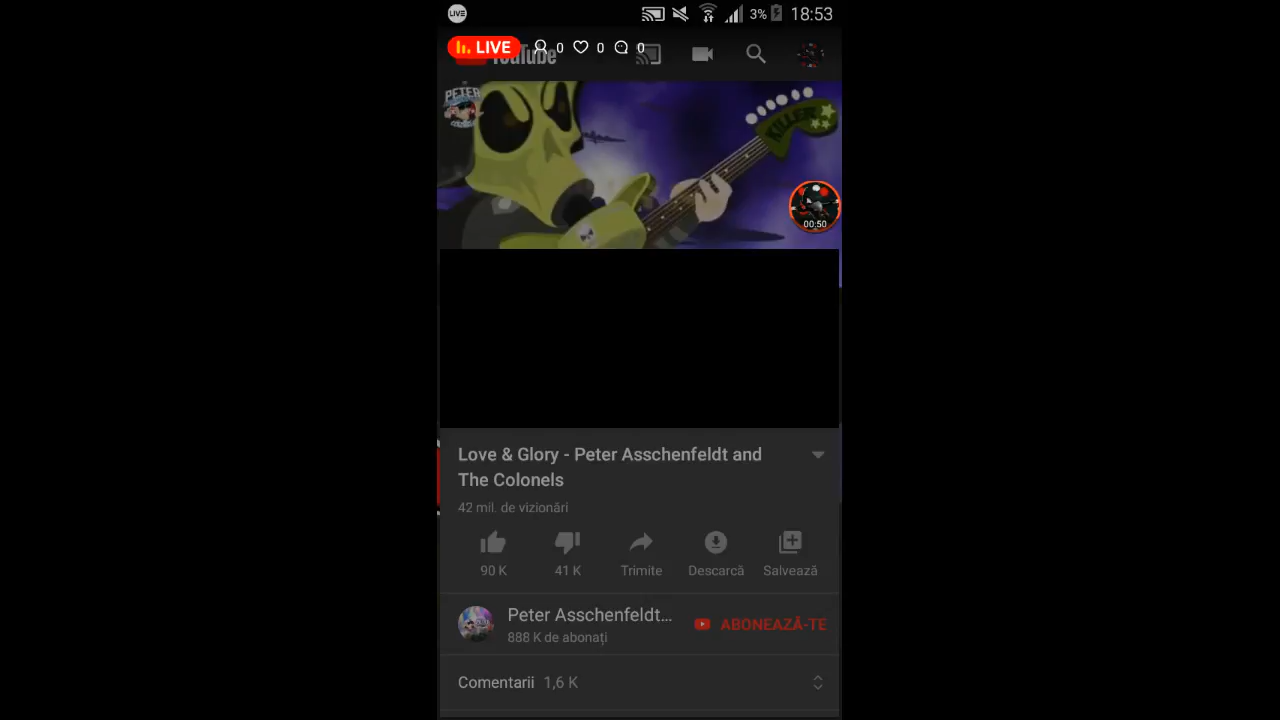 LIVE
3% 18:53
LIVE 0 0 0
YouTube
PETER
KILLER
00:50
Love & Glory - Peter Asschenfeldt and
The Colonels
42 mil. de vizionări
90 K 41 K Trimite Descarcă Salvează
Peter Asschenfeldt...
ABONEAZĂ-TE
888 K de abonați
Comentarii 1,6 K